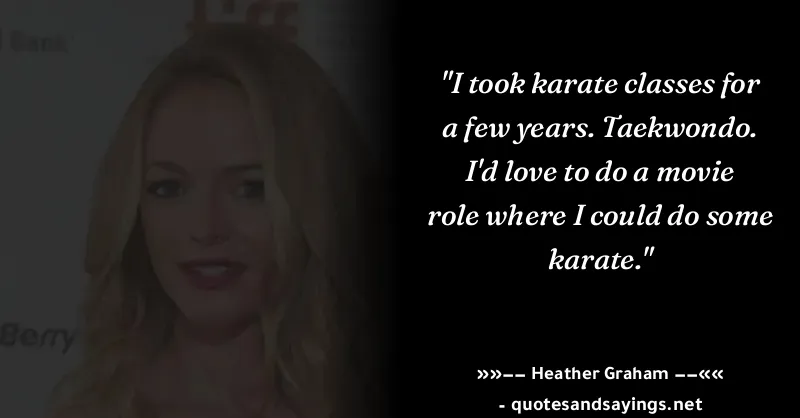 Bank
tiff
Berry
"I took karate classes for
a few years. Taekwondo.
I'd love to do a movie
role where I could do some
karate."
»»−− Heather Graham −−««
- quotesandsayings.net